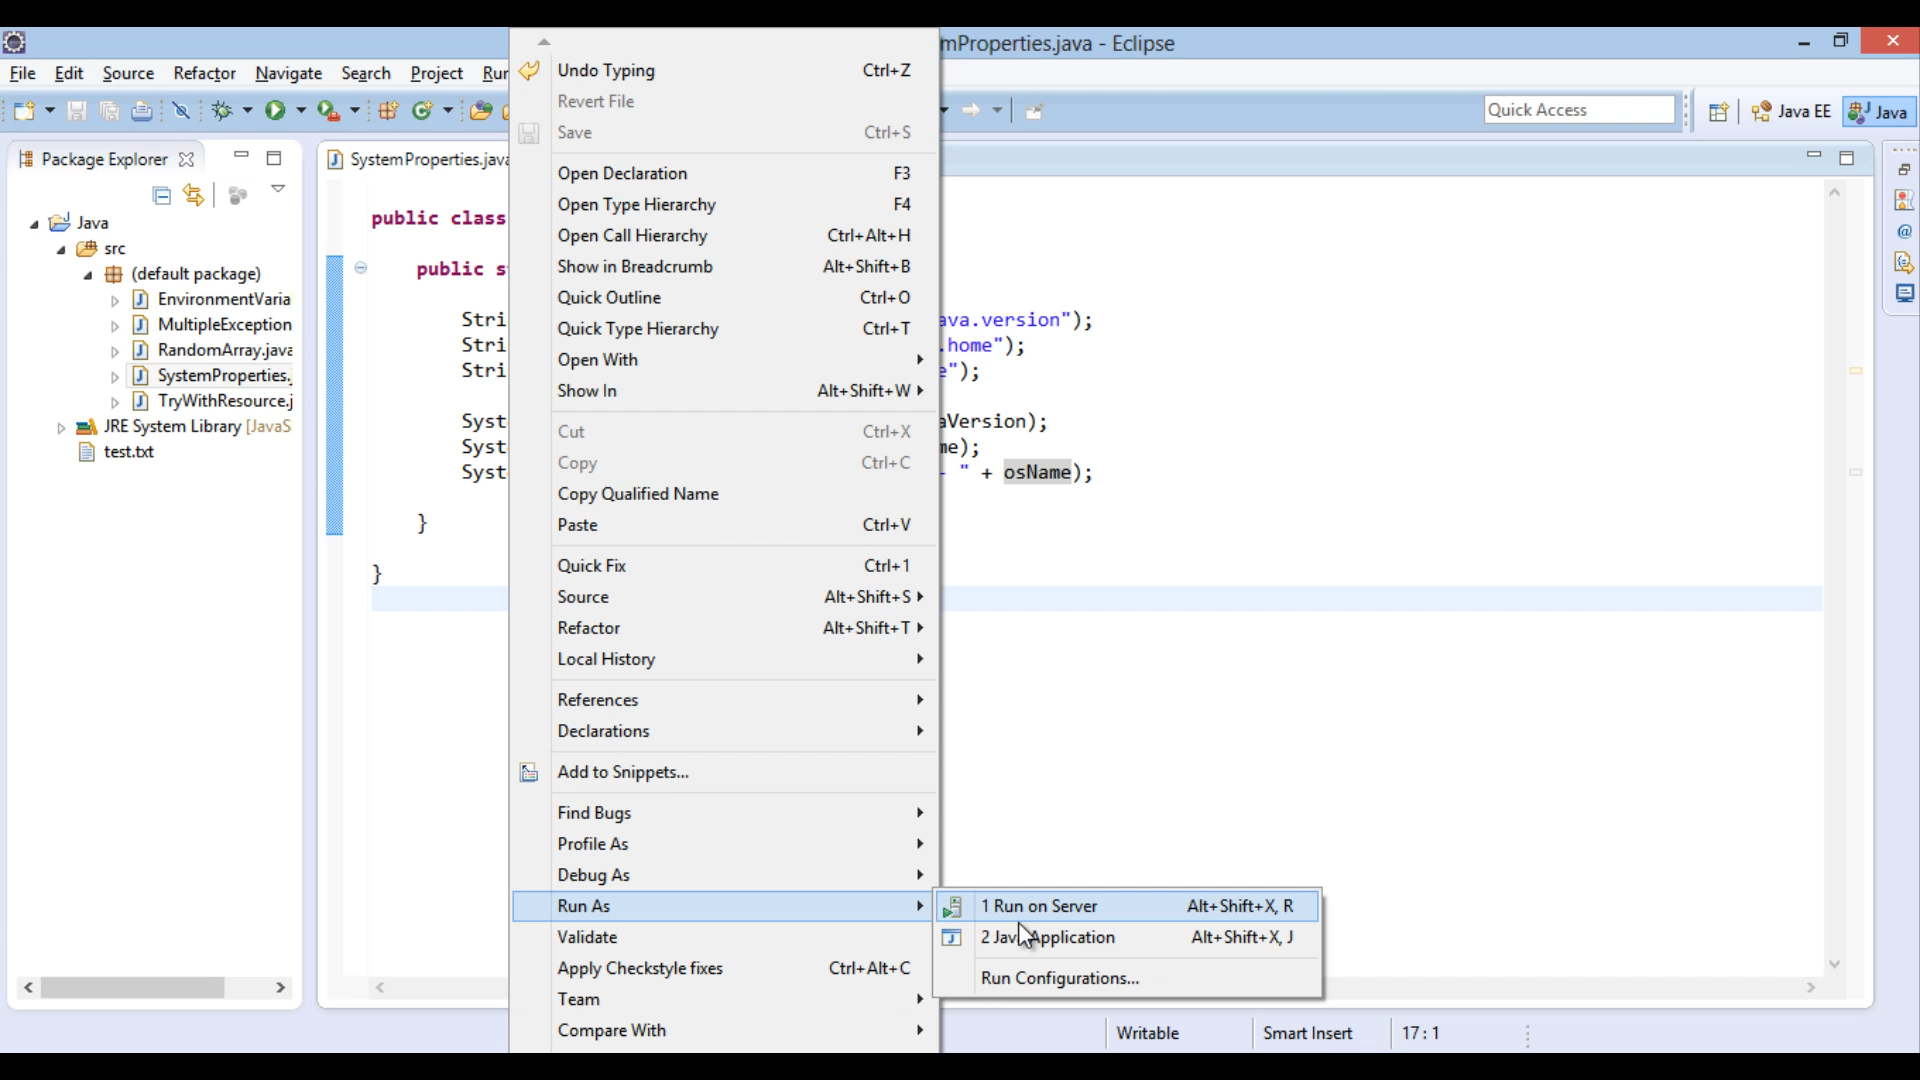 mProperties.java - Eclipse
File Edit Source Refactor Navigate Search Project Run
Quick Access
Java EE
Java
Package Explorer
Java
src
(default package)
EnvironmentVaria
MultipleException
RandomArray.java
SystemProperties.
TryWithResource.j
JRE System Library [JavaS
test.txt
SystemProperties.java
public class
public s
Stri ava.version");
Stri .home");
Stri e");
Syst aVersion);
Syst me);
Syst - " + osName);
}
}
Undo Typing Ctrl+Z
Revert File
Save Ctrl+S
Open Declaration F3
Open Type Hierarchy F4
Open Call Hierarchy Ctrl+Alt+H
Show in Breadcrumb Alt+Shift+B
Quick Outline Ctrl+O
Quick Type Hierarchy Ctrl+T
Open With
Show In Alt+Shift+W
Cut Ctrl+X
Copy Ctrl+C
Copy Qualified Name
Paste Ctrl+V
Quick Fix Ctrl+1
Source Alt+Shift+S
Refactor Alt+Shift+T
Local History
References
Declarations
Add to Snippets...
Find Bugs
Profile As
Debug As
Run As
Validate
Apply Checkstyle fixes Ctrl+Alt+C
Team
Compare With
1 Run on Server Alt+Shift+X, R
2 Java Application Alt+Shift+X, J
Run Configurations...
Writable Smart Insert 17 : 1